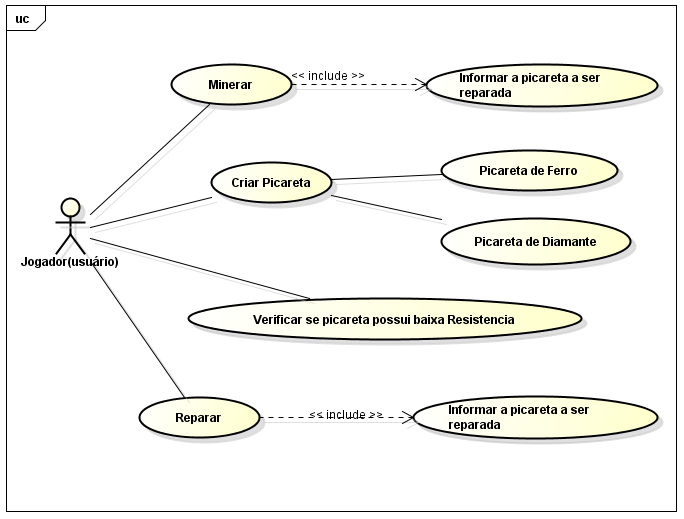 uc
<< include >>
Minerar
Informar a picareta a ser
reparada
Criar Picareta
Picareta de Ferro
Picareta de Diamante
Jogador(usuário)
Verificar se picareta possui baixa Resistencia
Reparar
<< include >>
Informar a picareta a ser
reparada